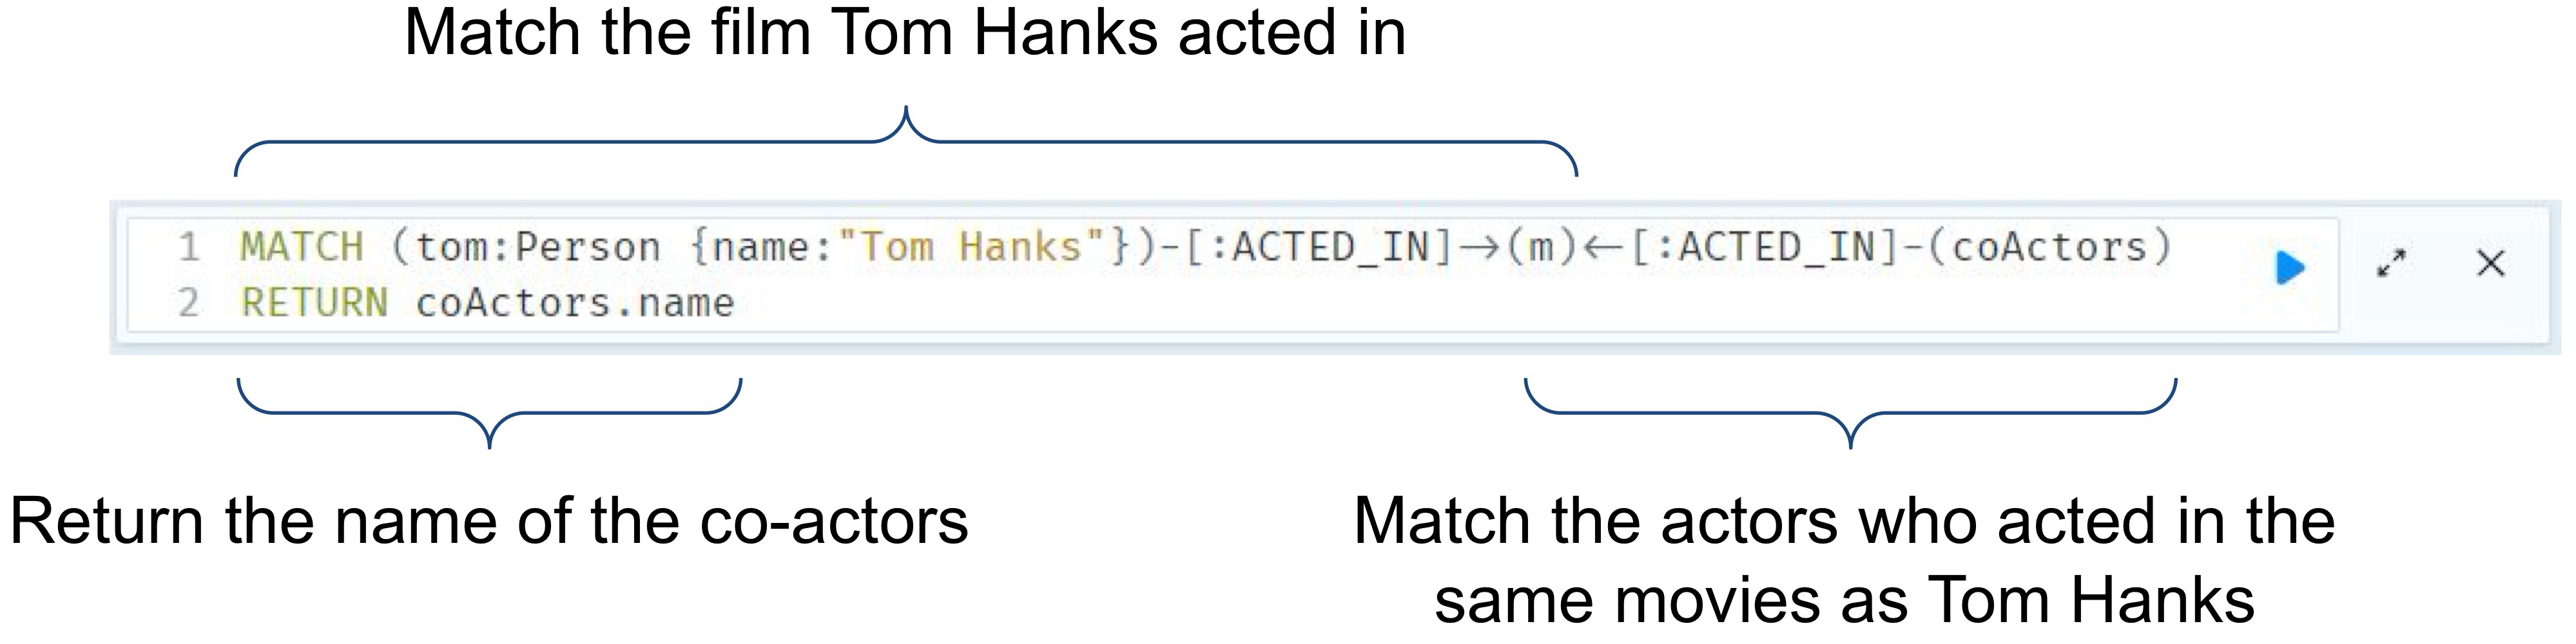 Match the film Tom Hanks acted in
1 MATCH (tom:Person {name:"Tom Hanks"})-[:ACTED_IN]→(m)←[:ACTED_IN]-(coActors)
2 RETURN coActors.name
Return the name of the co-actors
Match the actors who acted in the
same movies as Tom Hanks